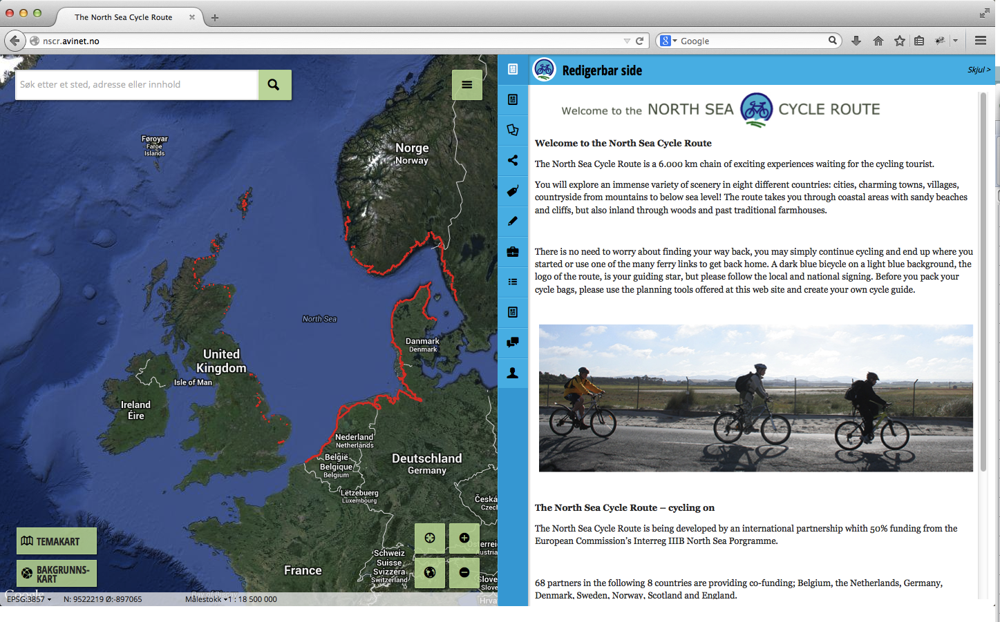 The North Sea Cycle Route
nscr.avinet.no
Google
Søk etter et sted, adresse eller innhold
Redigerbar side
Skjul >
Welcome to the NORTH SEA CYCLE ROUTE
Welcome to the North Sea Cycle Route
The North Sea Cycle Route is a 6.000 km chain of exciting experiences waiting for the cycling tourist.
You will explore an immense variety of scenery in eight different countries: cities, charming towns, villages,
countryside from mountains to below sea level! The route takes you through coastal areas with sandy beaches
and cliffs, but also inland through woods and past traditional farmhouses.
There is no need to worry about finding your way back, you may simply continue cycling and end up where you
started or use one of the many ferry links to get back home. A dark blue bicycle on a light blue background, the
logo of the route, is your guiding star, but please follow the local and national signing. Before you pack your
cycle bags, please use the planning tools offered at this web site and create your own cycle guide.
The North Sea Cycle Route – cycling on
The North Sea Cycle Route is being developed by an international partnership whith 50% funding from the
European Commission's Interreg IIIB North Sea Porgramme.
68 partners in the following 8 countries are providing co-funding; Belgium, the Netherlands, Germany,
Denmark, Sweden, Norway, Scotland and England.
Føroyar
Faroe
Islands
Norge
Norway
North Sea
Danmark
Denmark
United
Kingdom
Isle of Man
Ireland
Éire
Nederland
Netherlands
België
Belgique
Belgium
Deutschland
Germany
Lëtzebuerg
Luxembourg
Česká
Czech
Schweiz
Suisse
Svizzera
Switzerland
Österrei
Austria
Slove
Slove
Hrva
France
TEMAKART
BAKGRUNNS-
KART
Google
EPSG:3857
N: 9522219 Ø:-897065
Målestokk 1 : 18 500 000